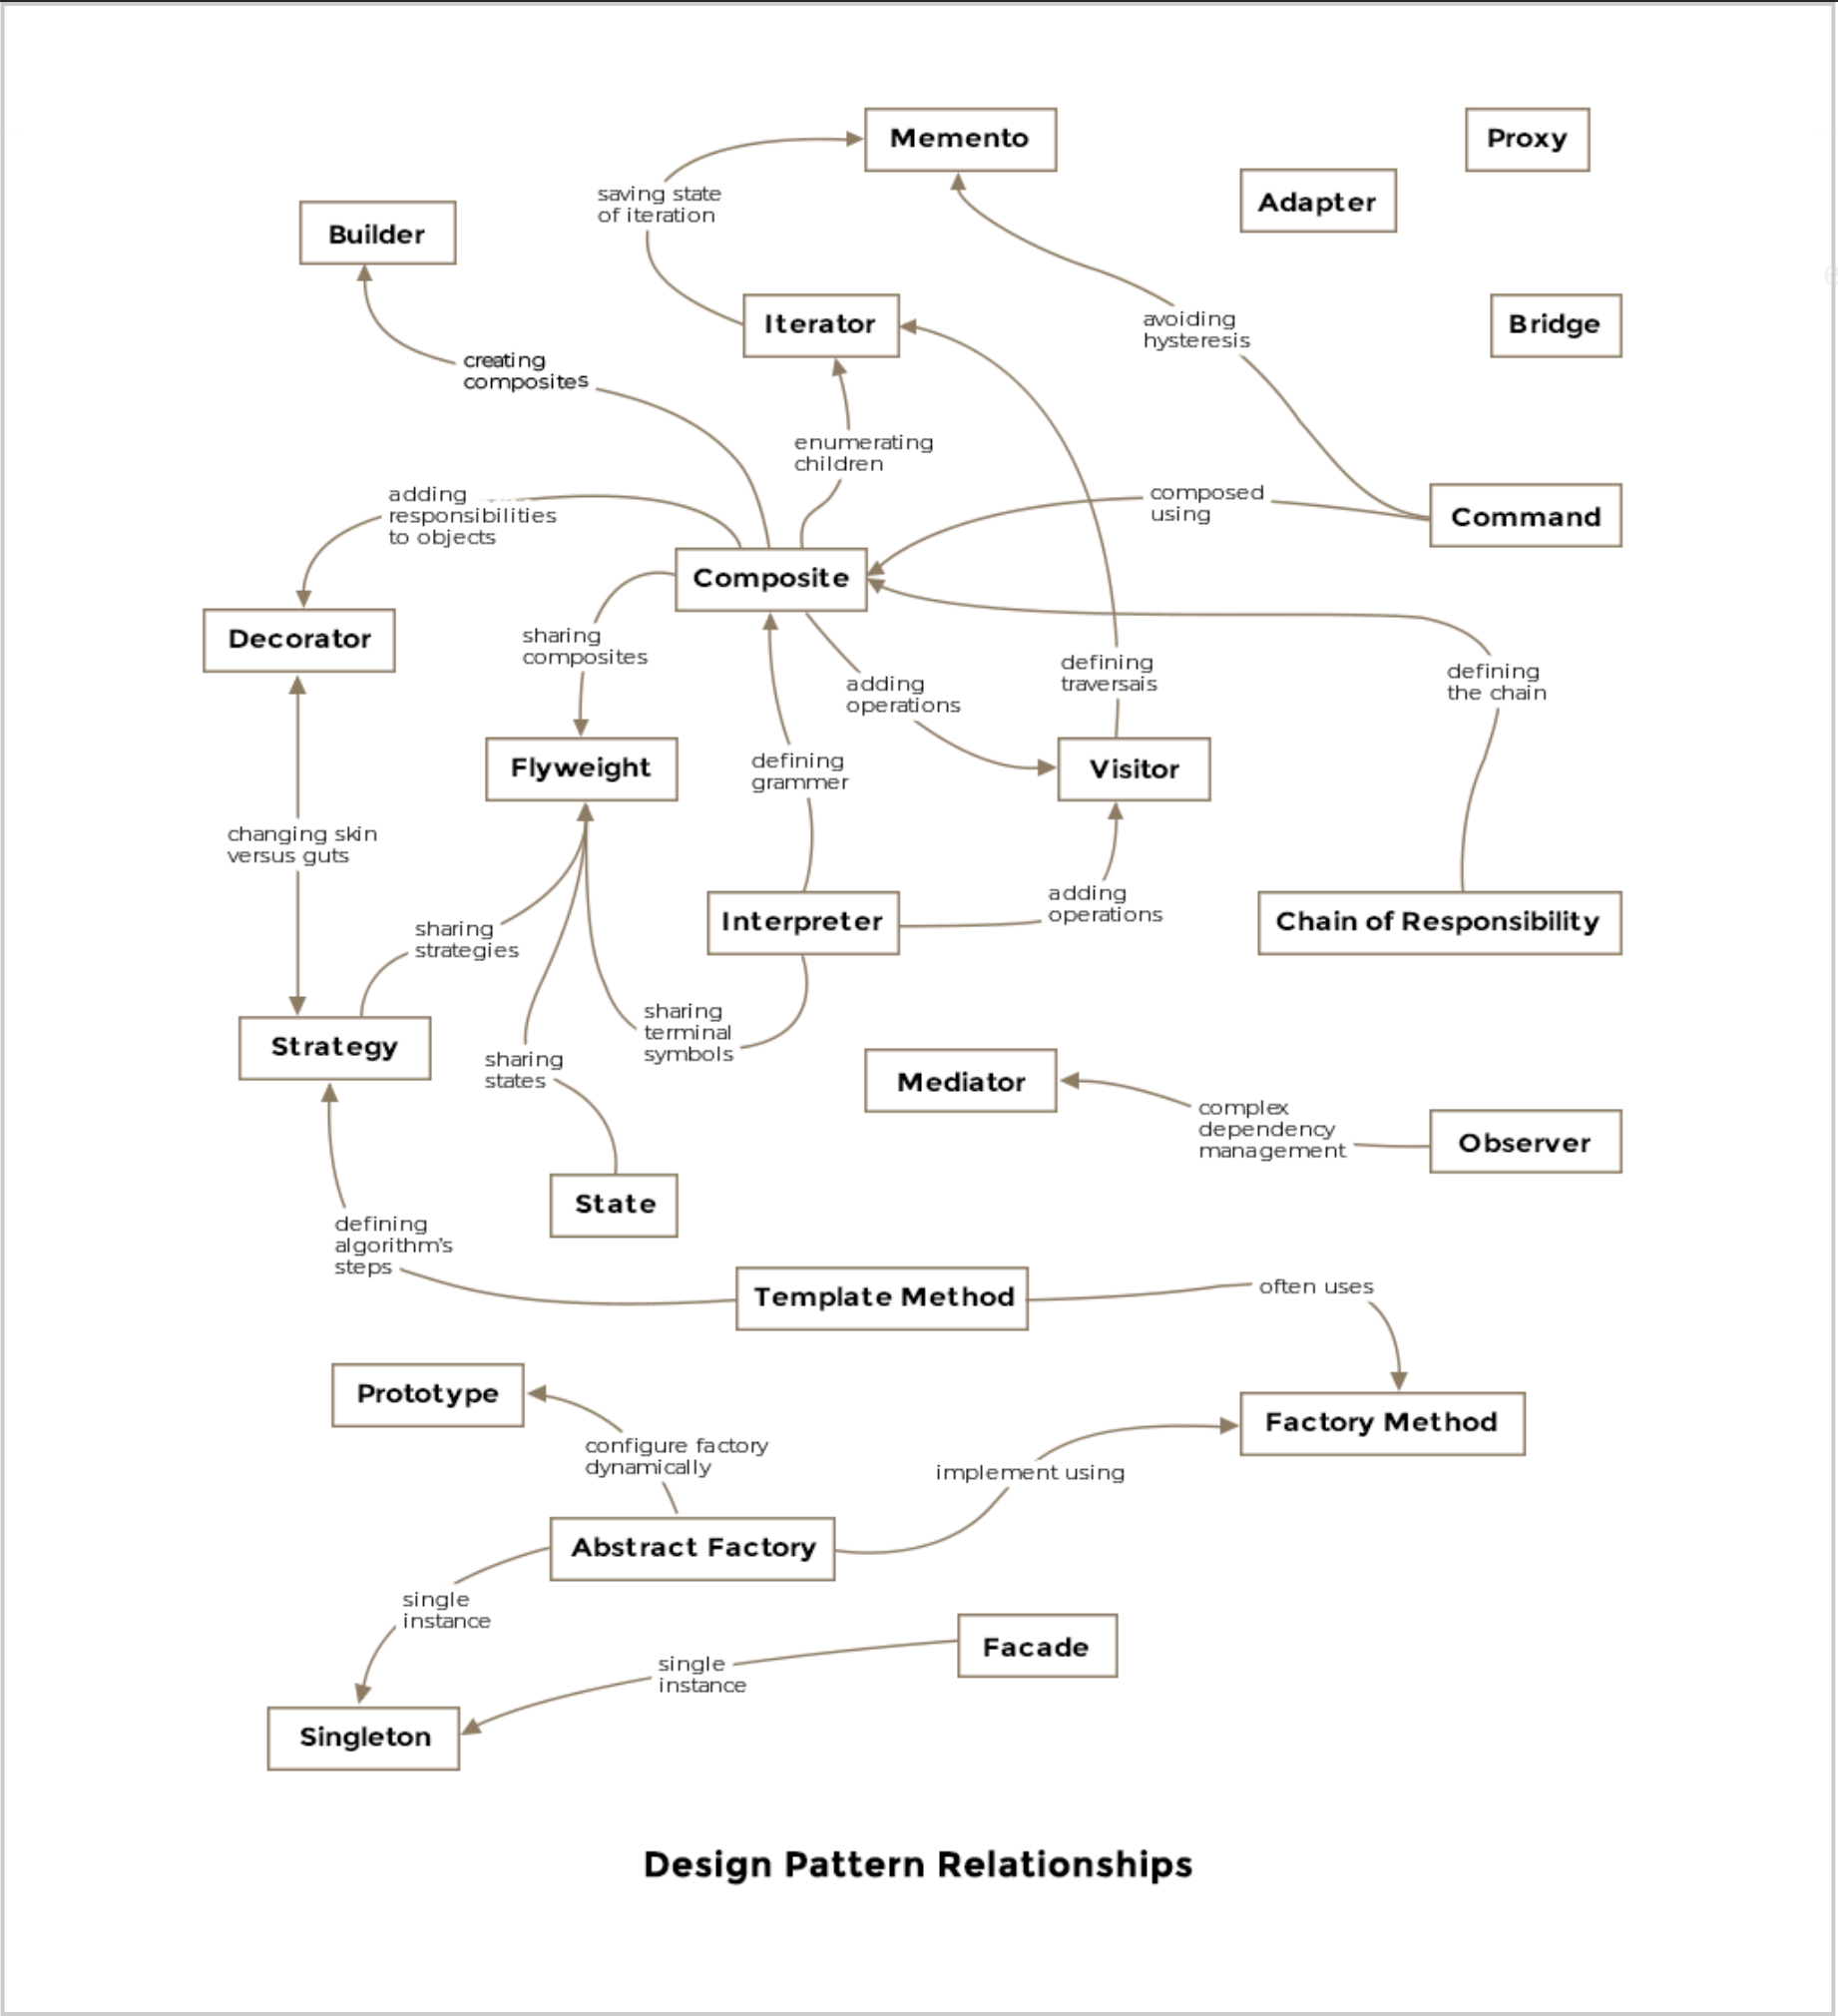 Memento
Proxy
saving state
of iteration
Adapter
Builder
Iterator
avoiding
hysteresis
Bridge
creating
composites
enumerating
children
adding
responsibilities
to objects
composed
using
Command
Composite
Decorator
sharing
composites
adding
operations
defining
traversais
defining
the chain
Flyweight
defining
grammer
Visitor
changing skin
versus guts
sharing
strategies
Interpreter
adding
operations
Chain of Responsibility
sharing
terminal
symbols
Strategy
sharing
states
Mediator
complex
dependency
management
Observer
State
defining
algorithm's
steps
Template Method
often uses
Prototype
Factory Method
configure factory
dynamically
implement using
Abstract Factory
single
instance
Facade
single
instance
Singleton
Design Pattern Relationships